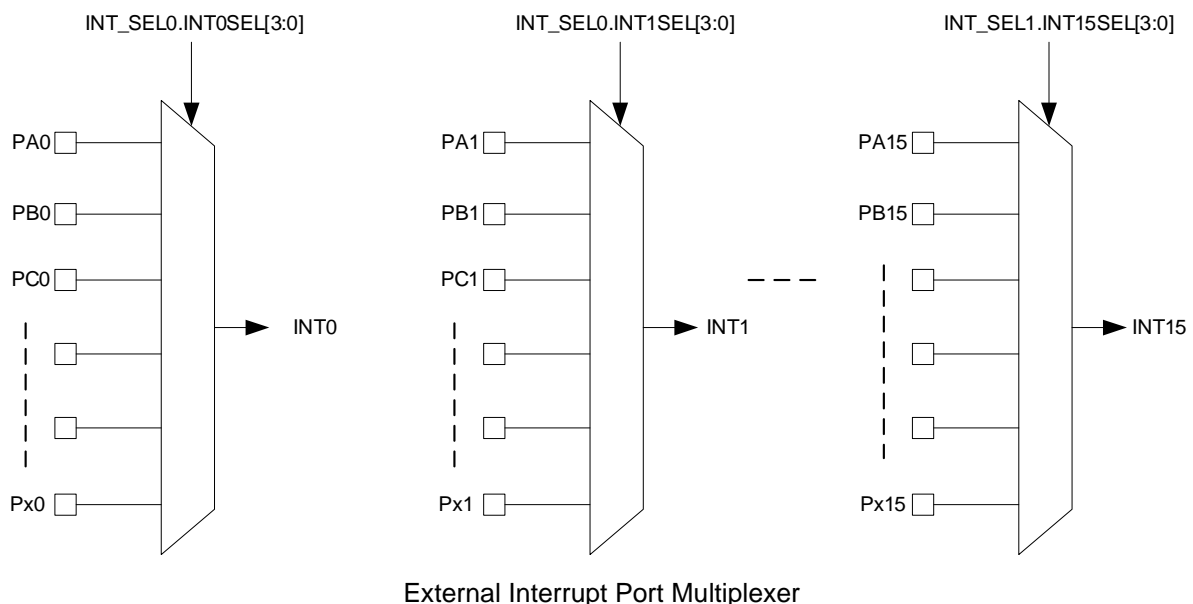 INT_SEL0.INT0SEL[3:0]
INT_SEL0.INT1SEL[3:0]
INT_SEL1.INT15SEL[3:0]
PA0
PB0
PC0
Px0
INT0
PA1
PB1
PC1
Px1
INT1
PA15
PB15
Px15
INT15
External Interrupt Port Multiplexer